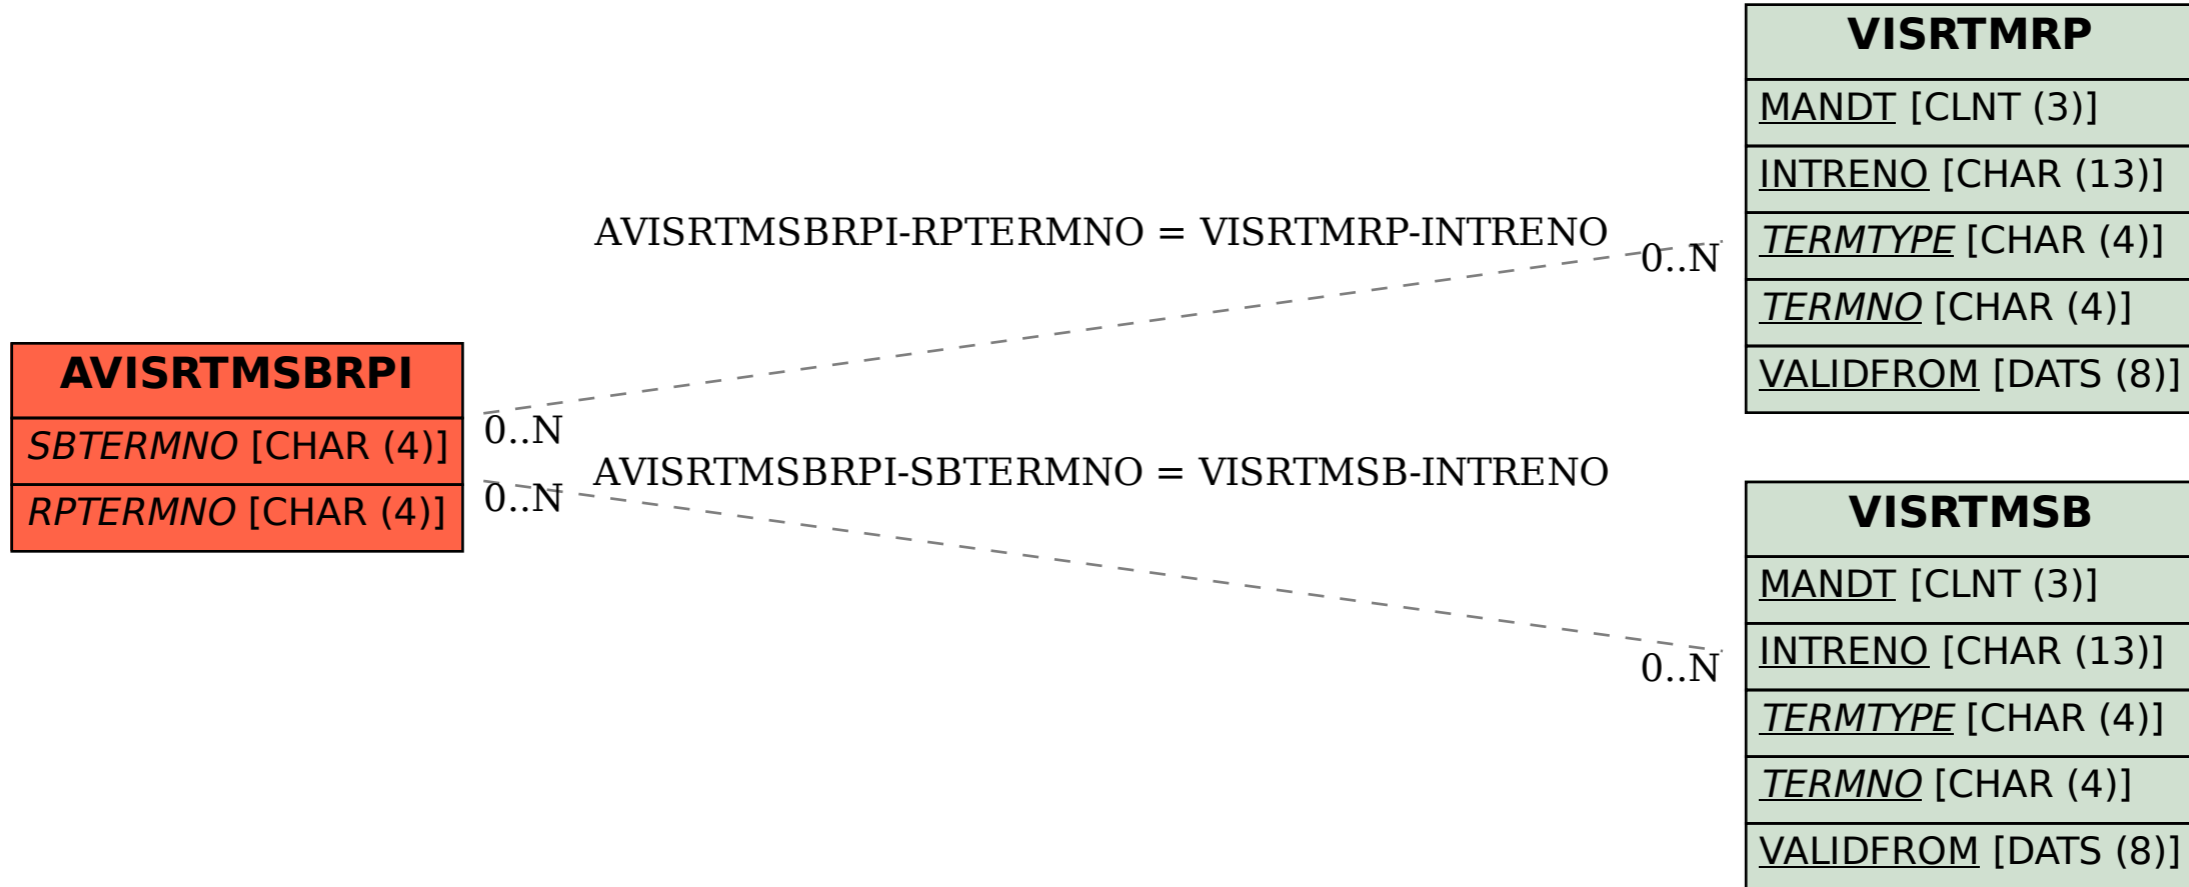 VISRTMRP
MANDT [CLNT (3)]
INTRENO [CHAR (13)]
TERMTYPE [CHAR (4)]
TERMNO [CHAR (4)]
VALIDFROM [DATS (8)]
AVISRTMSBRPI-RPTERMNO = VISRTMRP-INTRENO
0..N
0..N
AVISRTMSBRPI
SBTERMNO [CHAR (4)]
RPTERMNO [CHAR (4)]
AVISRTMSBRPI-SBTERMNO = VISRTMSB-INTRENO
0..N
0..N
VISRTMSB
MANDT [CLNT (3)]
INTRENO [CHAR (13)]
TERMTYPE [CHAR (4)]
TERMNO [CHAR (4)]
VALIDFROM [DATS (8)]